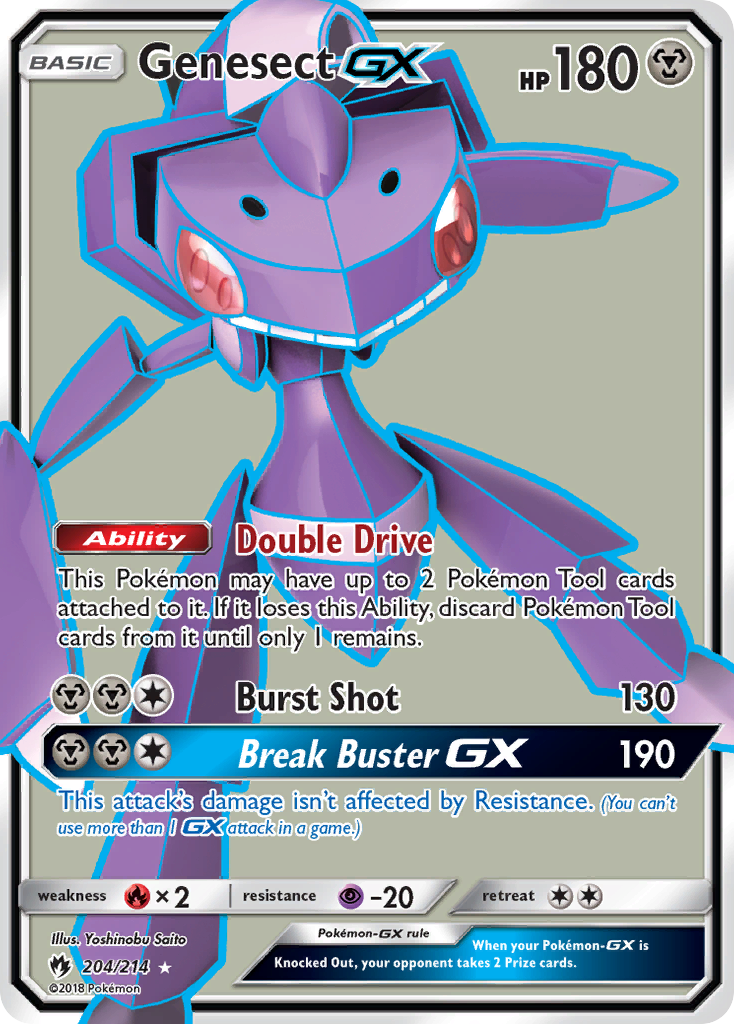 BASIC Genesect GX HP 180
Ability Double Drive
This Pokémon may have up to 2 Pokémon Tool cards
attached to it. If it loses this Ability, discard Pokémon Tool
cards from it until only 1 remains.
Burst Shot 130
Break Buster GX 190
This attack's damage isn't affected by Resistance. (You can't
use more than 1 GX attack in a game.)
weakness ×2 resistance -20 retreat
Illus. Yoshinobu Saito
204/214 ★
©2018 Pokémon
Pokémon-GX rule
When your Pokémon-GX is
Knocked Out, your opponent takes 2 Prize cards.